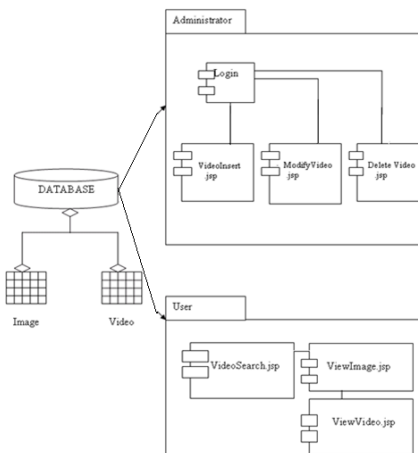 Administrator
Login
VideoInsert
.jsp
ModifyVideo
.jsp
Delete Video
.jsp
DATABASE
Image
Video
User
VideoSearch.jsp
ViewImage.jsp
ViewVideo.jsp